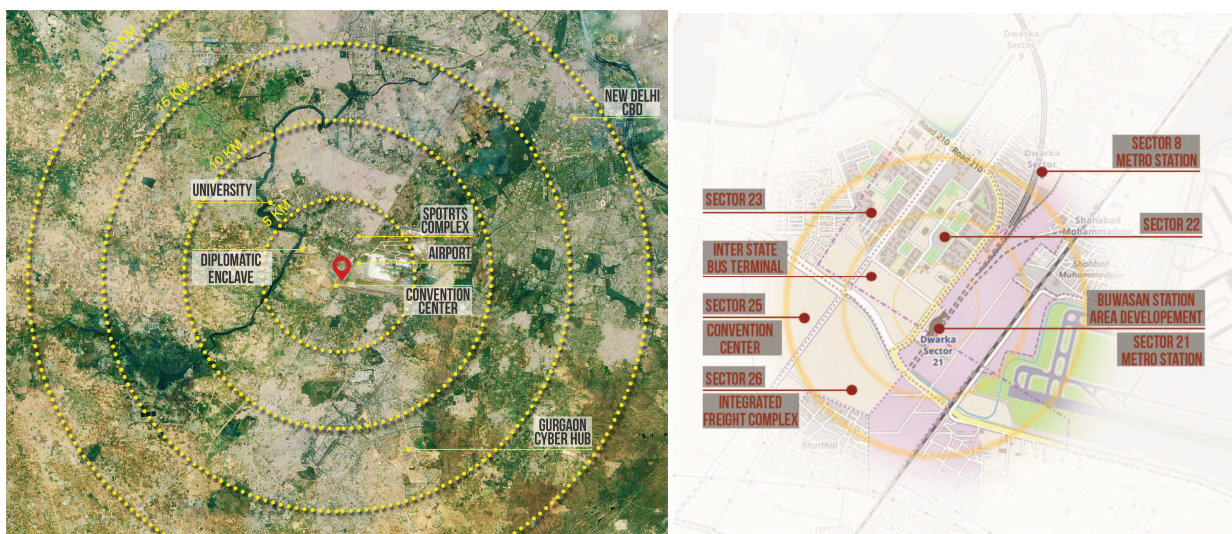 20 KM
15 KM
10 KM
5 KM
NEW DELHI
CBD
UNIVERSITY
SPOTRTS
COMPLEX
AIRPORT
DIPLOMATIC
ENCLAVE
CONVENTION
CENTER
GURGAON
CYBER HUB
Dwarka
Sector
9
Road 210
Road 210
Dwarka
Sector
SECTOR 8
METRO STATION
SECTOR 23
Shahabad
Mohammadpur
SECTOR 22
INTER STATE
BUS TERMINAL
Shahbad
Muhammadpur
SECTOR 25
CONVENTION
CENTER
BUWASAN STATION
AREA DEVELOPEMENT
Dwarka
Sector
21
SECTOR 21
METRO STATION
SECTOR 26
INTEGRATED
FREIGHT COMPLEX
Bharthal